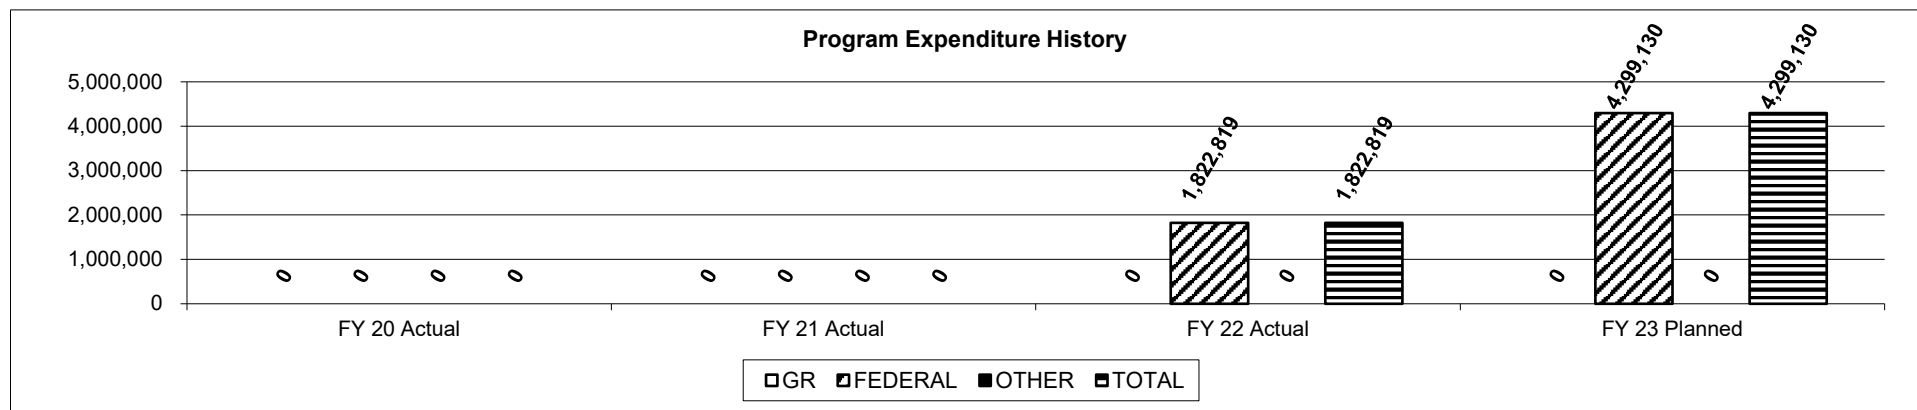 Program Expenditure History
5,000,000
4,000,000
3,000,000
2,000,000
1,000,000
0
0 0 0 0
0 0 0 0
0 1,822,819 0 1,822,819
0 4,299,130 0 4,299,130
FY 20 Actual FY 21 Actual FY 22 Actual FY 23 Planned
GR FEDERAL OTHER TOTAL